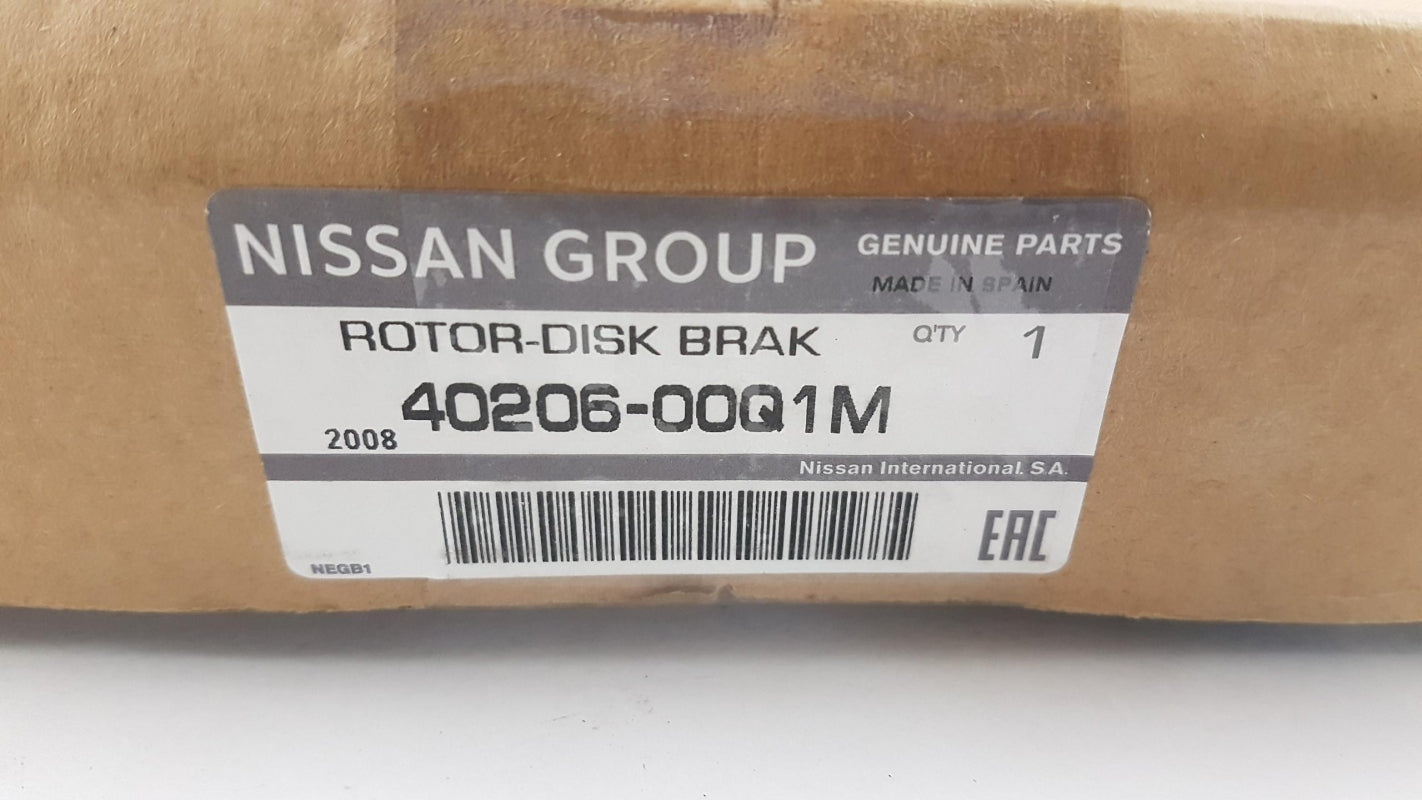 NISSAN GROUP
GENUINE PARTS
MADE IN SPAIN
ROTOR-DISK BRAK
Q'TY 1
40206-00Q1M
2008
Nissan International. S.A.
NEGB1
EAC